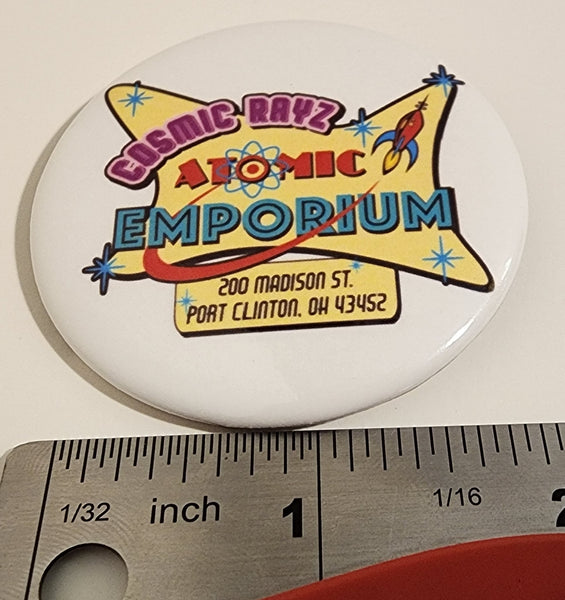 COSMIC RAYZ
ATOMIC
EMPORIUM
200 MADISON ST.
PORT CLINTON, OH 43452
1/32 inch 1 1/16 2